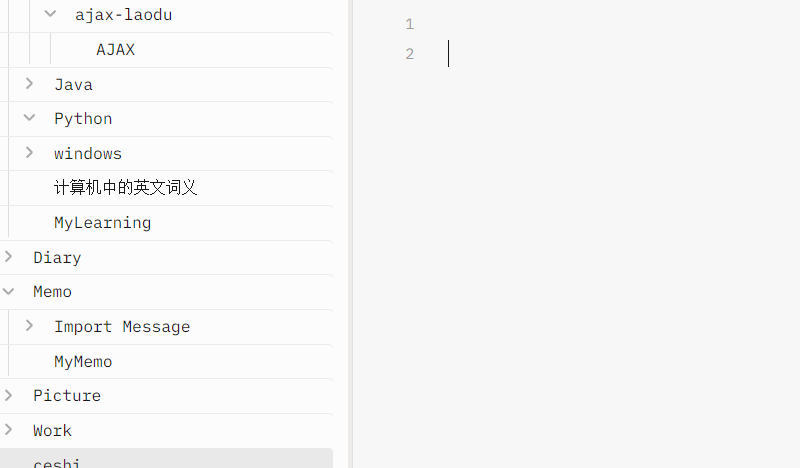 ajax-laodu
AJAX
Java
Python
windows
计算机中的英文词义
MyLearning
Diary
Memo
Import Message
MyMemo
Picture
Work
ceshi
1
2